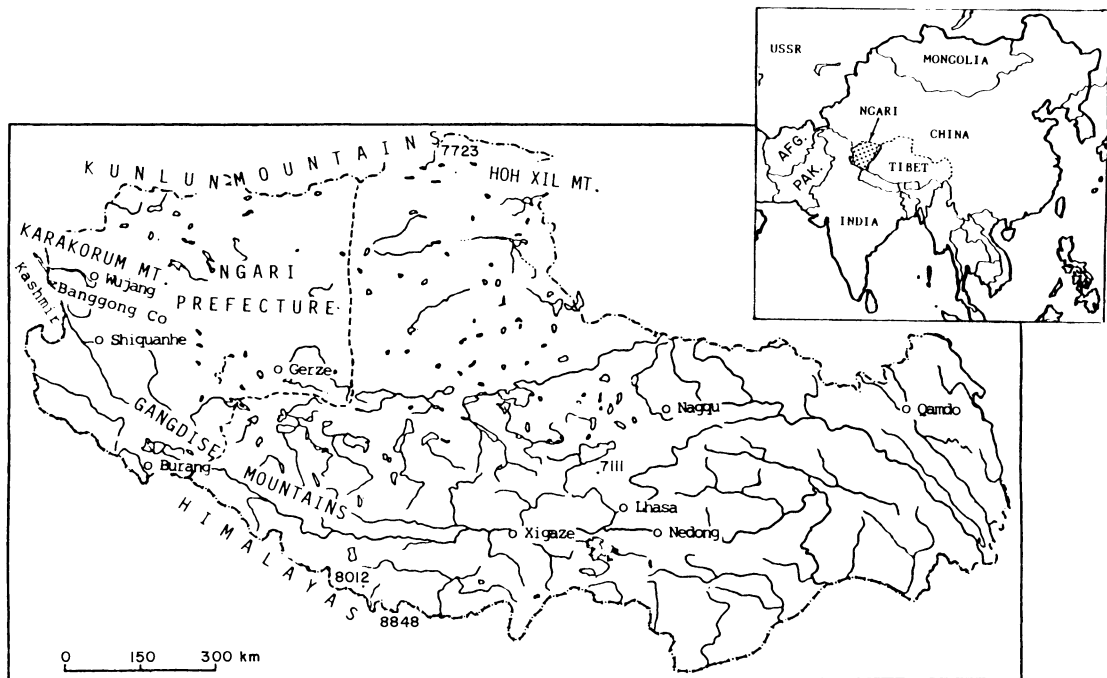 USSR
MONGOLIA
NGARI
CHINA
AFG.
PAK.
TIBET
INDIA
KUNLUN MOUNTAINS
7723
HOH XIL MT.
KARAKORUM MT.
NGARI
PREFECTURE
Kashmir
Wujang
Banggong Co
Shiquanhe
Gerze
Nagqu
Qamdo
GANGDISE
MOUNTAINS
Burang
7111
Lhasa
Xigaze
Nedong
HIMALAYAS
8012
8848
0 150 300 km